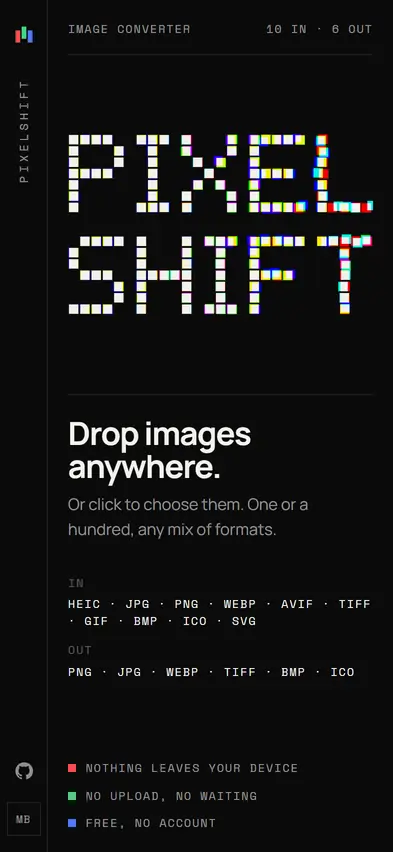 PIXELSHIFT
IMAGE CONVERTER
10 IN · 6 OUT
PIXEL
SHIFT
Drop images
anywhere.
Or click to choose them. One or a
hundred, any mix of formats.
IN
HEIC · JPG · PNG · WEBP · AVIF · TIFF
· GIF · BMP · ICO · SVG
OUT
PNG · JPG · WEBP · TIFF · BMP · ICO
NOTHING LEAVES YOUR DEVICE
NO UPLOAD, NO WAITING
FREE, NO ACCOUNT
MB